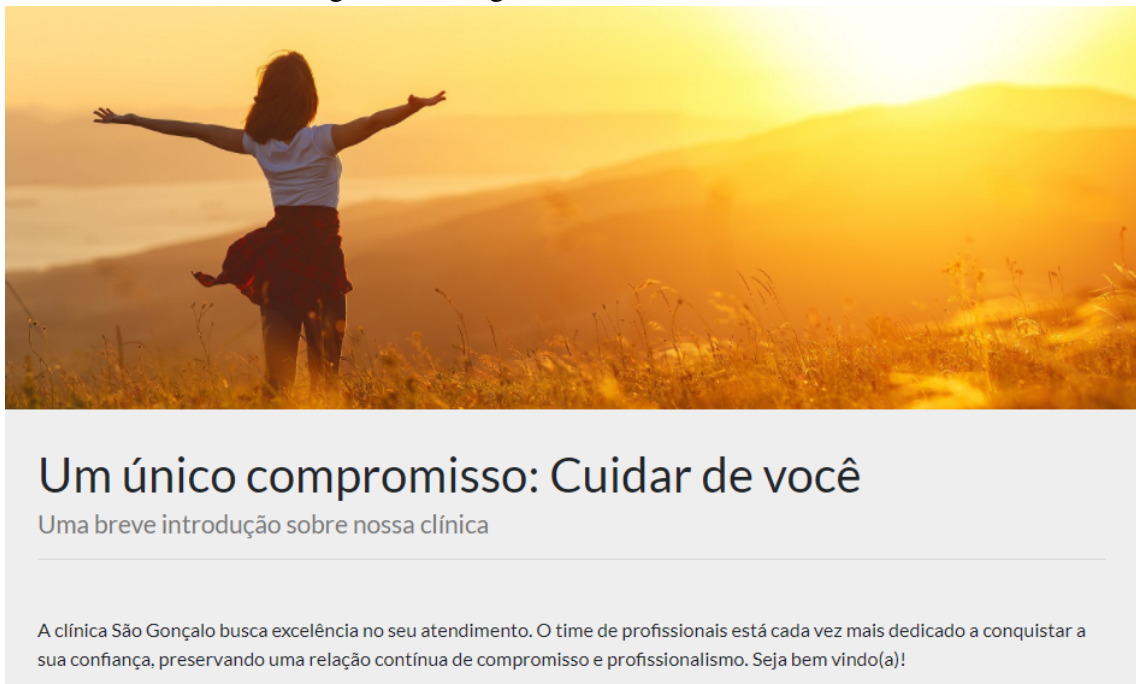 Um único compromisso: Cuidar de você
Uma breve introdução sobre nossa clínica
A clínica São Gonçalo busca excelência no seu atendimento. O time de profissionais está cada vez mais dedicado a conquistar a
sua confiança, preservando uma relação contínua de compromisso e profissionalismo. Seja bem vindo(a)!